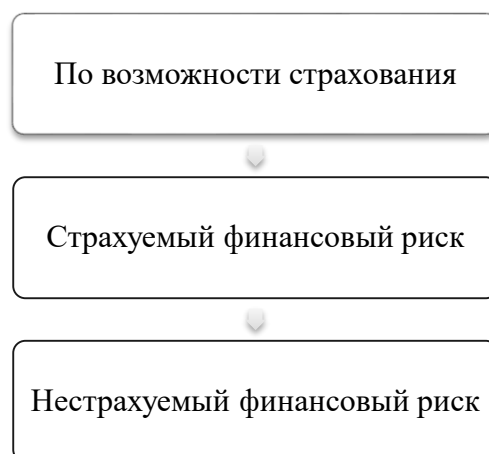 По возможности страхования
Страхуемый финансовый риск
Нестрахуемый финансовый риск